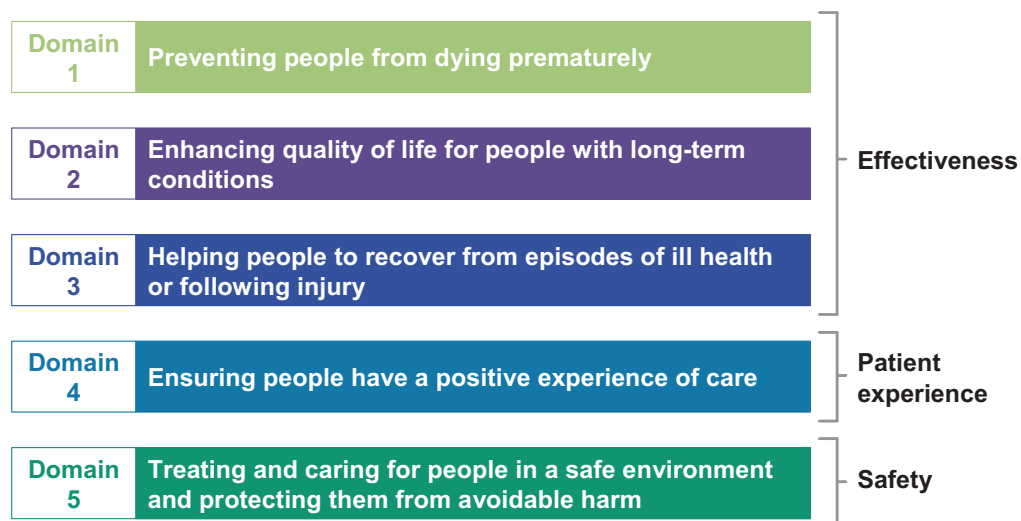 Domain
1
Preventing people from dying prematurely
Domain
2
Enhancing quality of life for people with long-term
conditions
Effectiveness
Domain
3
Helping people to recover from episodes of ill health
or following injury
Domain
4
Ensuring people have a positive experience of care
Patient
experience
Domain
5
Treating and caring for people in a safe environment
and protecting them from avoidable harm
Safety